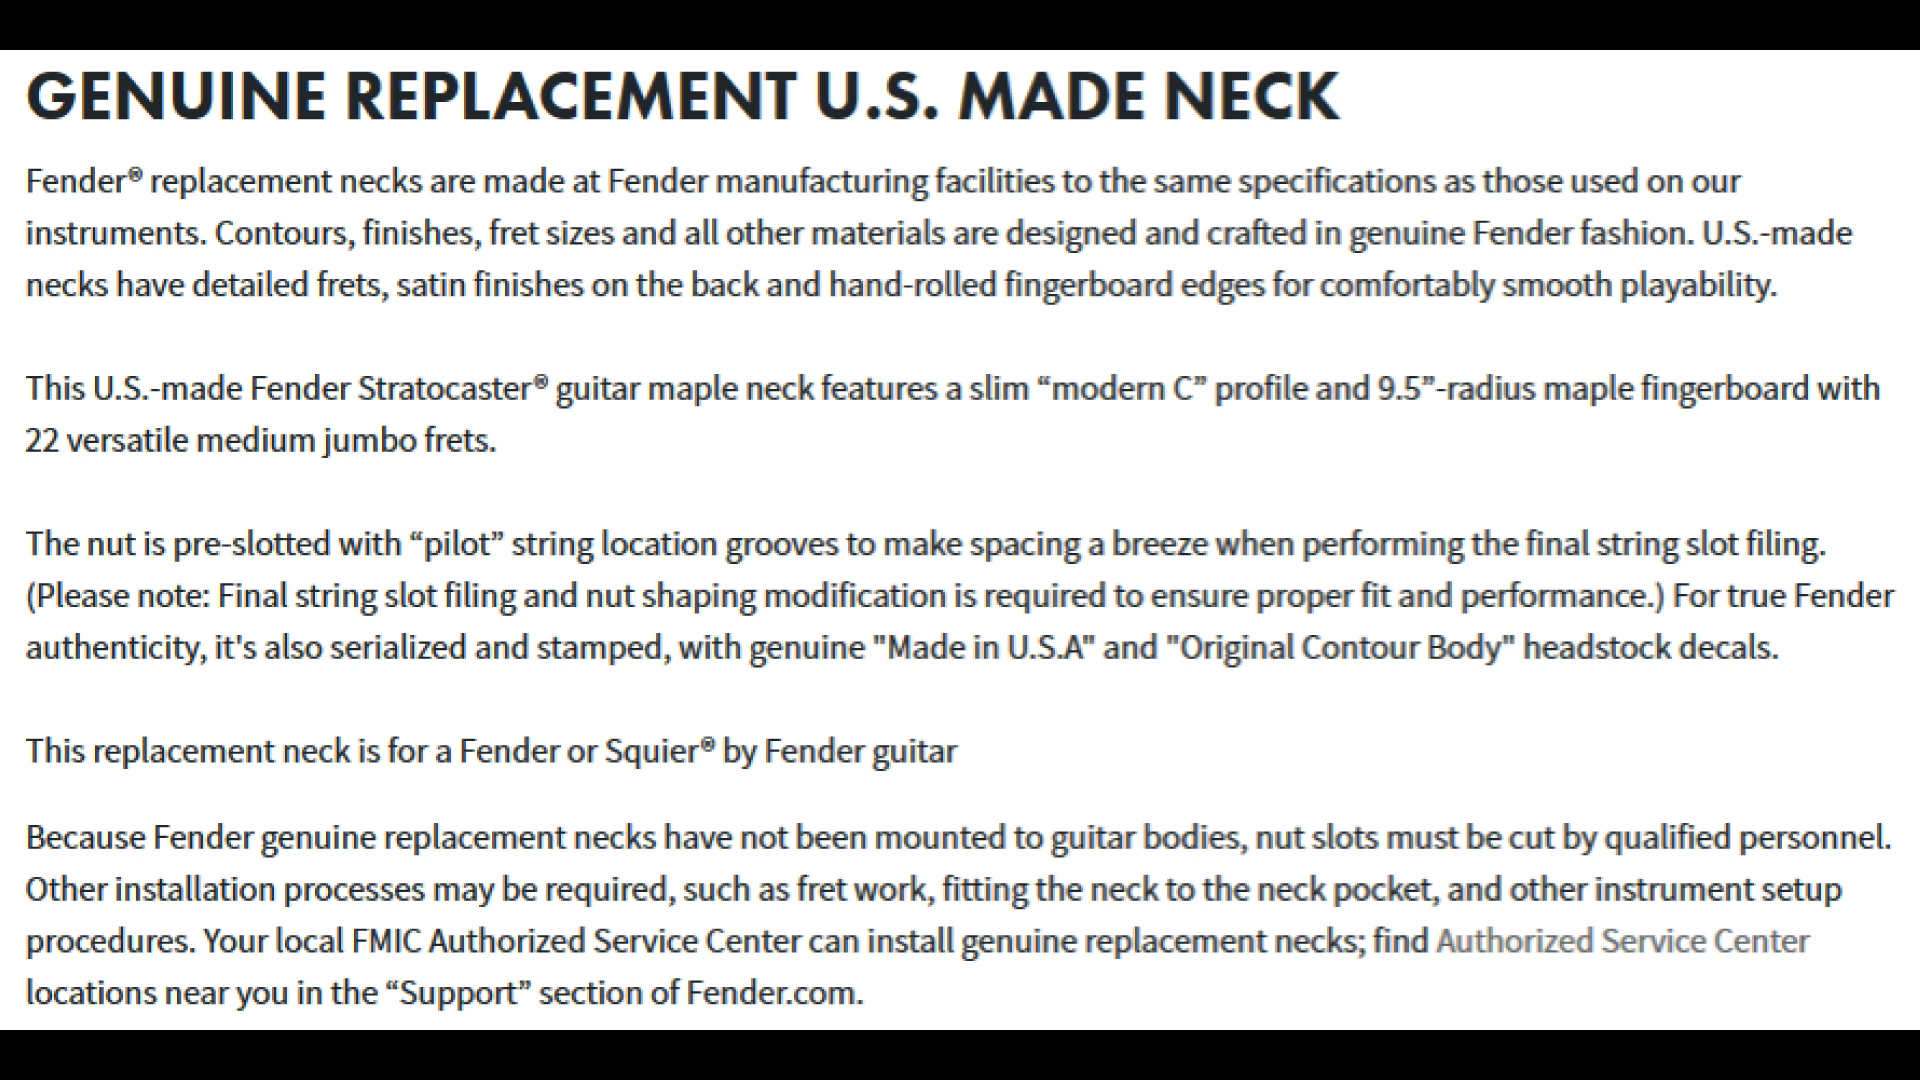 GENUINE REPLACEMENT U.S. MADE NECK
Fender® replacement necks are made at Fender manufacturing facilities to the same specifications as those used on our
instruments. Contours, finishes, fret sizes and all other materials are designed and crafted in genuine Fender fashion. U.S.-made
necks have detailed frets, satin finishes on the back and hand-rolled fingerboard edges for comfortably smooth playability.
This U.S.-made Fender Stratocaster® guitar maple neck features a slim “modern C” profile and 9.5”-radius maple fingerboard with
22 versatile medium jumbo frets.
The nut is pre-slotted with “pilot” string location grooves to make spacing a breeze when performing the final string slot filing.
(Please note: Final string slot filing and nut shaping modification is required to ensure proper fit and performance.) For true Fender
authenticity, it's also serialized and stamped, with genuine "Made in U.S.A" and "Original Contour Body" headstock decals.
This replacement neck is for a Fender or Squier® by Fender guitar
Because Fender genuine replacement necks have not been mounted to guitar bodies, nut slots must be cut by qualified personnel.
Other installation processes may be required, such as fret work, fitting the neck to the neck pocket, and other instrument setup
procedures. Your local FMIC Authorized Service Center can install genuine replacement necks; find Authorized Service Center
locations near you in the “Support” section of Fender.com.